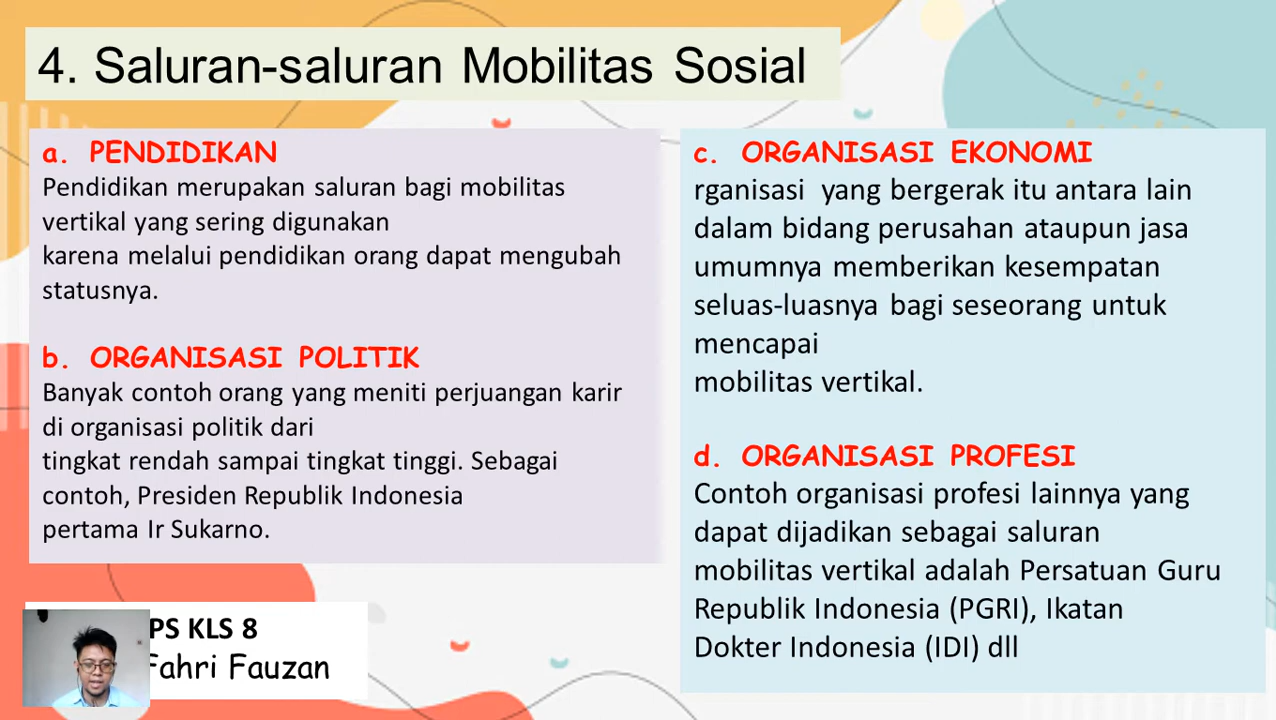 4. Saluran-saluran Mobilitas Sosial
a. PENDIDIKAN
Pendidikan merupakan saluran bagi mobilitas
vertikal yang sering digunakan
karena melalui pendidikan orang dapat mengubah
statusnya.
b. ORGANISASI POLITIK
Banyak contoh orang yang meniti perjuangan karir
di organisasi politik dari
tingkat rendah sampai tingkat tinggi. Sebagai
contoh, Presiden Republik Indonesia
pertama Ir Sukarno.
c. ORGANISASI EKONOMI
rganisasi yang bergerak itu antara lain
dalam bidang perusahan ataupun jasa
umumnya memberikan kesempatan
seluas-luasnya bagi seseorang untuk
mencapai
mobilitas vertikal.
d. ORGANISASI PROFESI
Contoh organisasi profesi lainnya yang
dapat dijadikan sebagai saluran
mobilitas vertikal adalah Persatuan Guru
Republik Indonesia (PGRI), Ikatan
Dokter Indonesia (IDI) dll
PS KLS 8
Fahri Fauzan